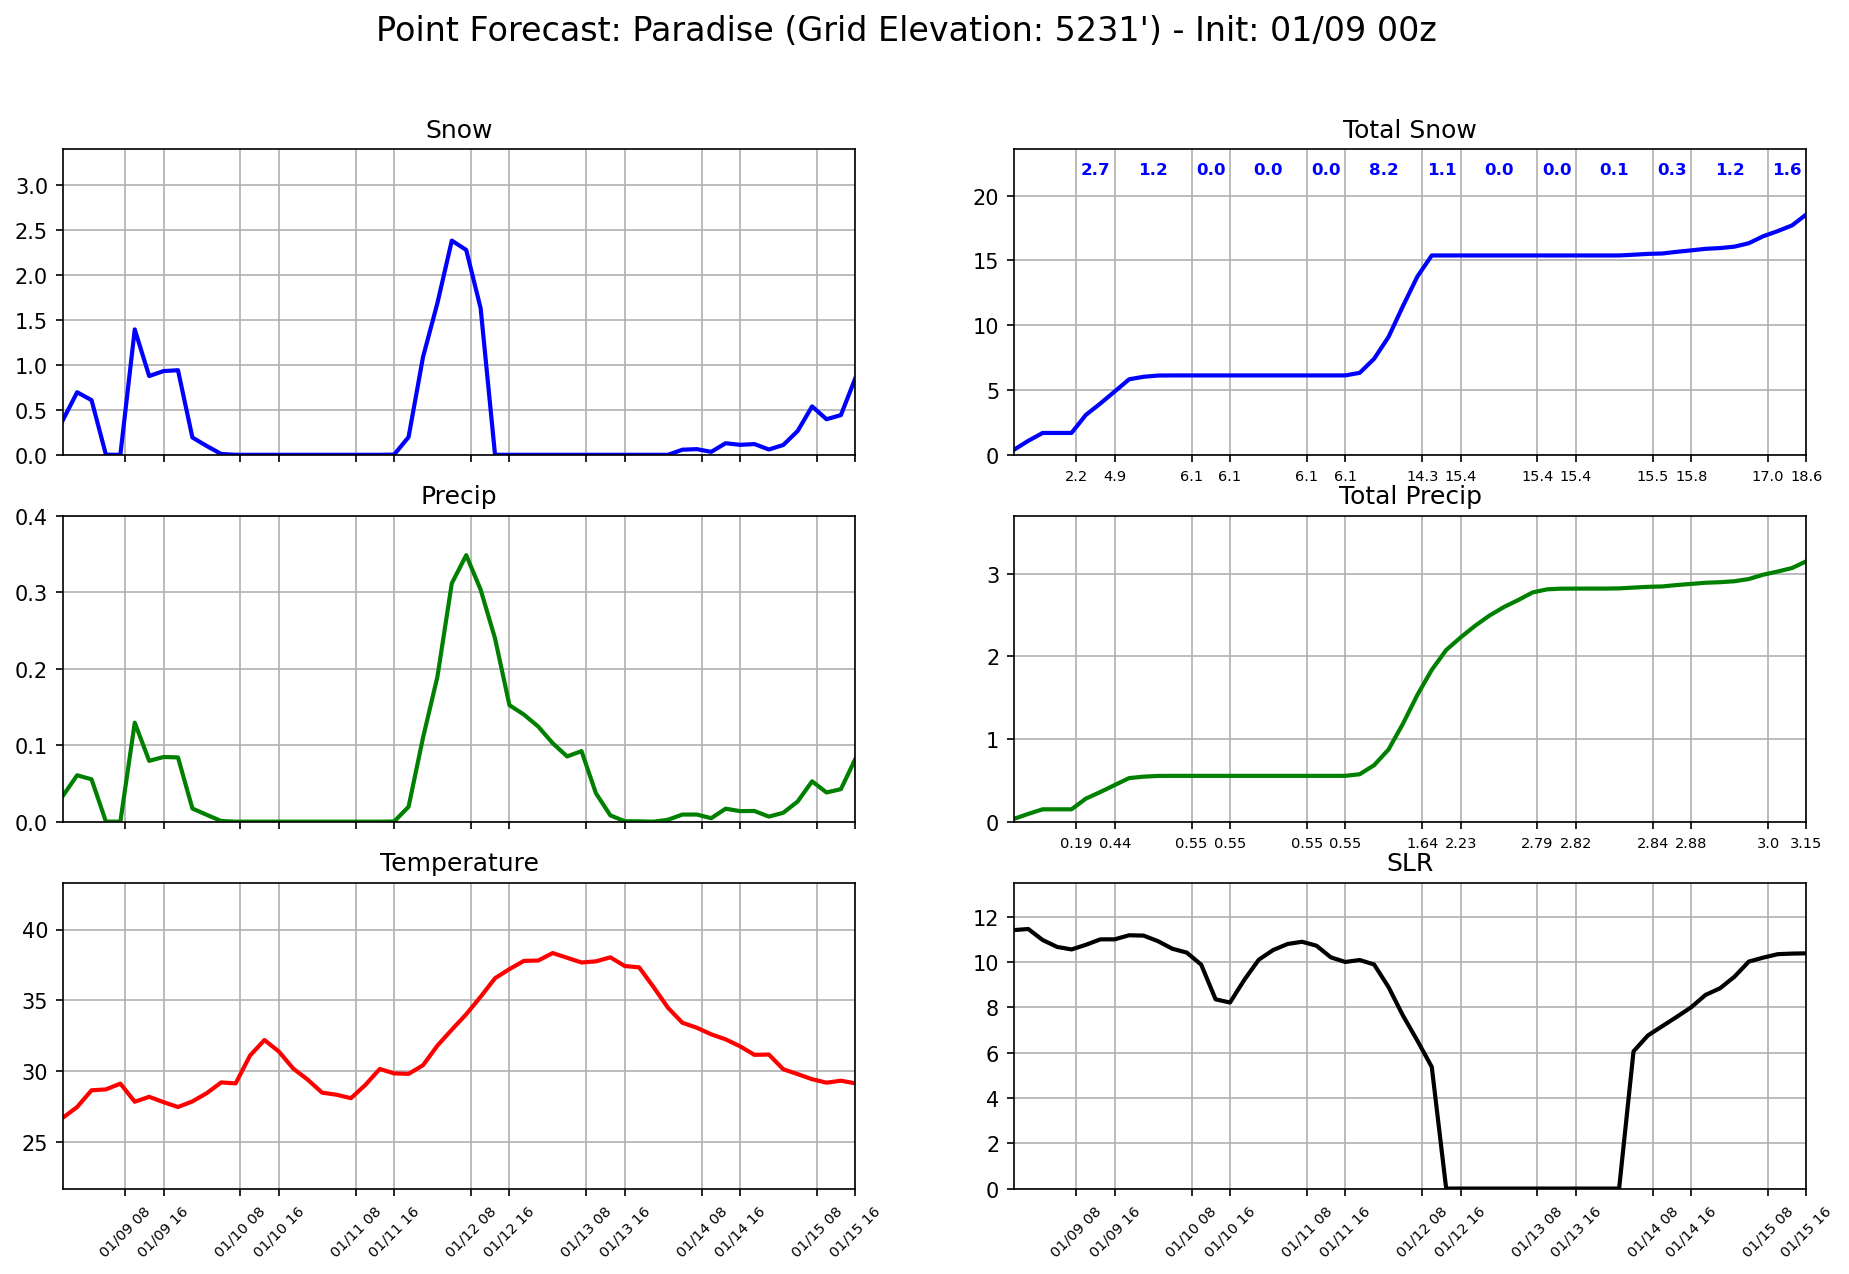 Point Forecast: Paradise (Grid Elevation: 5231') - Init: 01/09 00z
Snow
3.0
2.5
2.0
1.5
1.0
0.5
0.0
Total Snow
2.7 1.2 0.0 0.0 0.0 8.2 1.1 0.0 0.0 0.1 0.3 1.2 1.6
20
15
10
5
0
2.2 4.9 6.1 6.1 6.1 6.1 14.3 15.4 15.4 15.4 15.5 15.8 17.0 18.6
Precip
0.4
0.3
0.2
0.1
0.0
Total Precip
3
2
1
0
0.19 0.44 0.55 0.55 0.55 0.55 1.64 2.23 2.79 2.82 2.84 2.88 3.0 3.15
Temperature
40
35
30
25
01/09 08 01/09 16 01/10 08 01/10 16 01/11 08 01/11 16 01/12 08 01/12 16 01/13 08 01/13 16 01/14 08 01/14 16 01/15 08 01/15 16
SLR
12
10
8
6
4
2
0
01/09 08 01/09 16 01/10 08 01/10 16 01/11 08 01/11 16 01/12 08 01/12 16 01/13 08 01/13 16 01/14 08 01/14 16 01/15 08 01/15 16